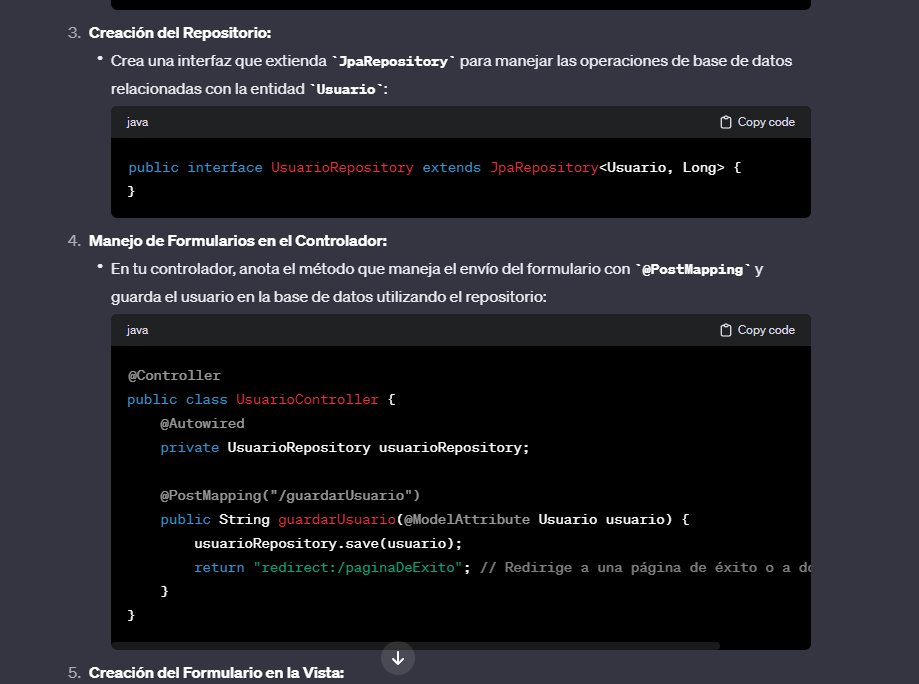 3. Creación del Repositorio:
• Crea una interfaz que extienda `JpaRepository` para manejar las operaciones de base de datos
relacionadas con la entidad `Usuario`:
java Copy code
public interface UsuarioRepository extends JpaRepository<Usuario, Long> {
}
4. Manejo de Formularios en el Controlador:
• En tu controlador, anota el método que maneja el envío del formulario con `@PostMapping` y
guarda el usuario en la base de datos utilizando el repositorio:
java Copy code
@Controller
public class UsuarioController {
    @Autowired
    private UsuarioRepository usuarioRepository;
    @PostMapping("/guardarUsuario")
    public String guardarUsuario(@ModelAttribute Usuario usuario) {
        usuarioRepository.save(usuario);
        return "redirect:/paginaDeExito"; // Redirige a una página de éxito o a
    }
}
5. Creación del Formulario en la Vista: